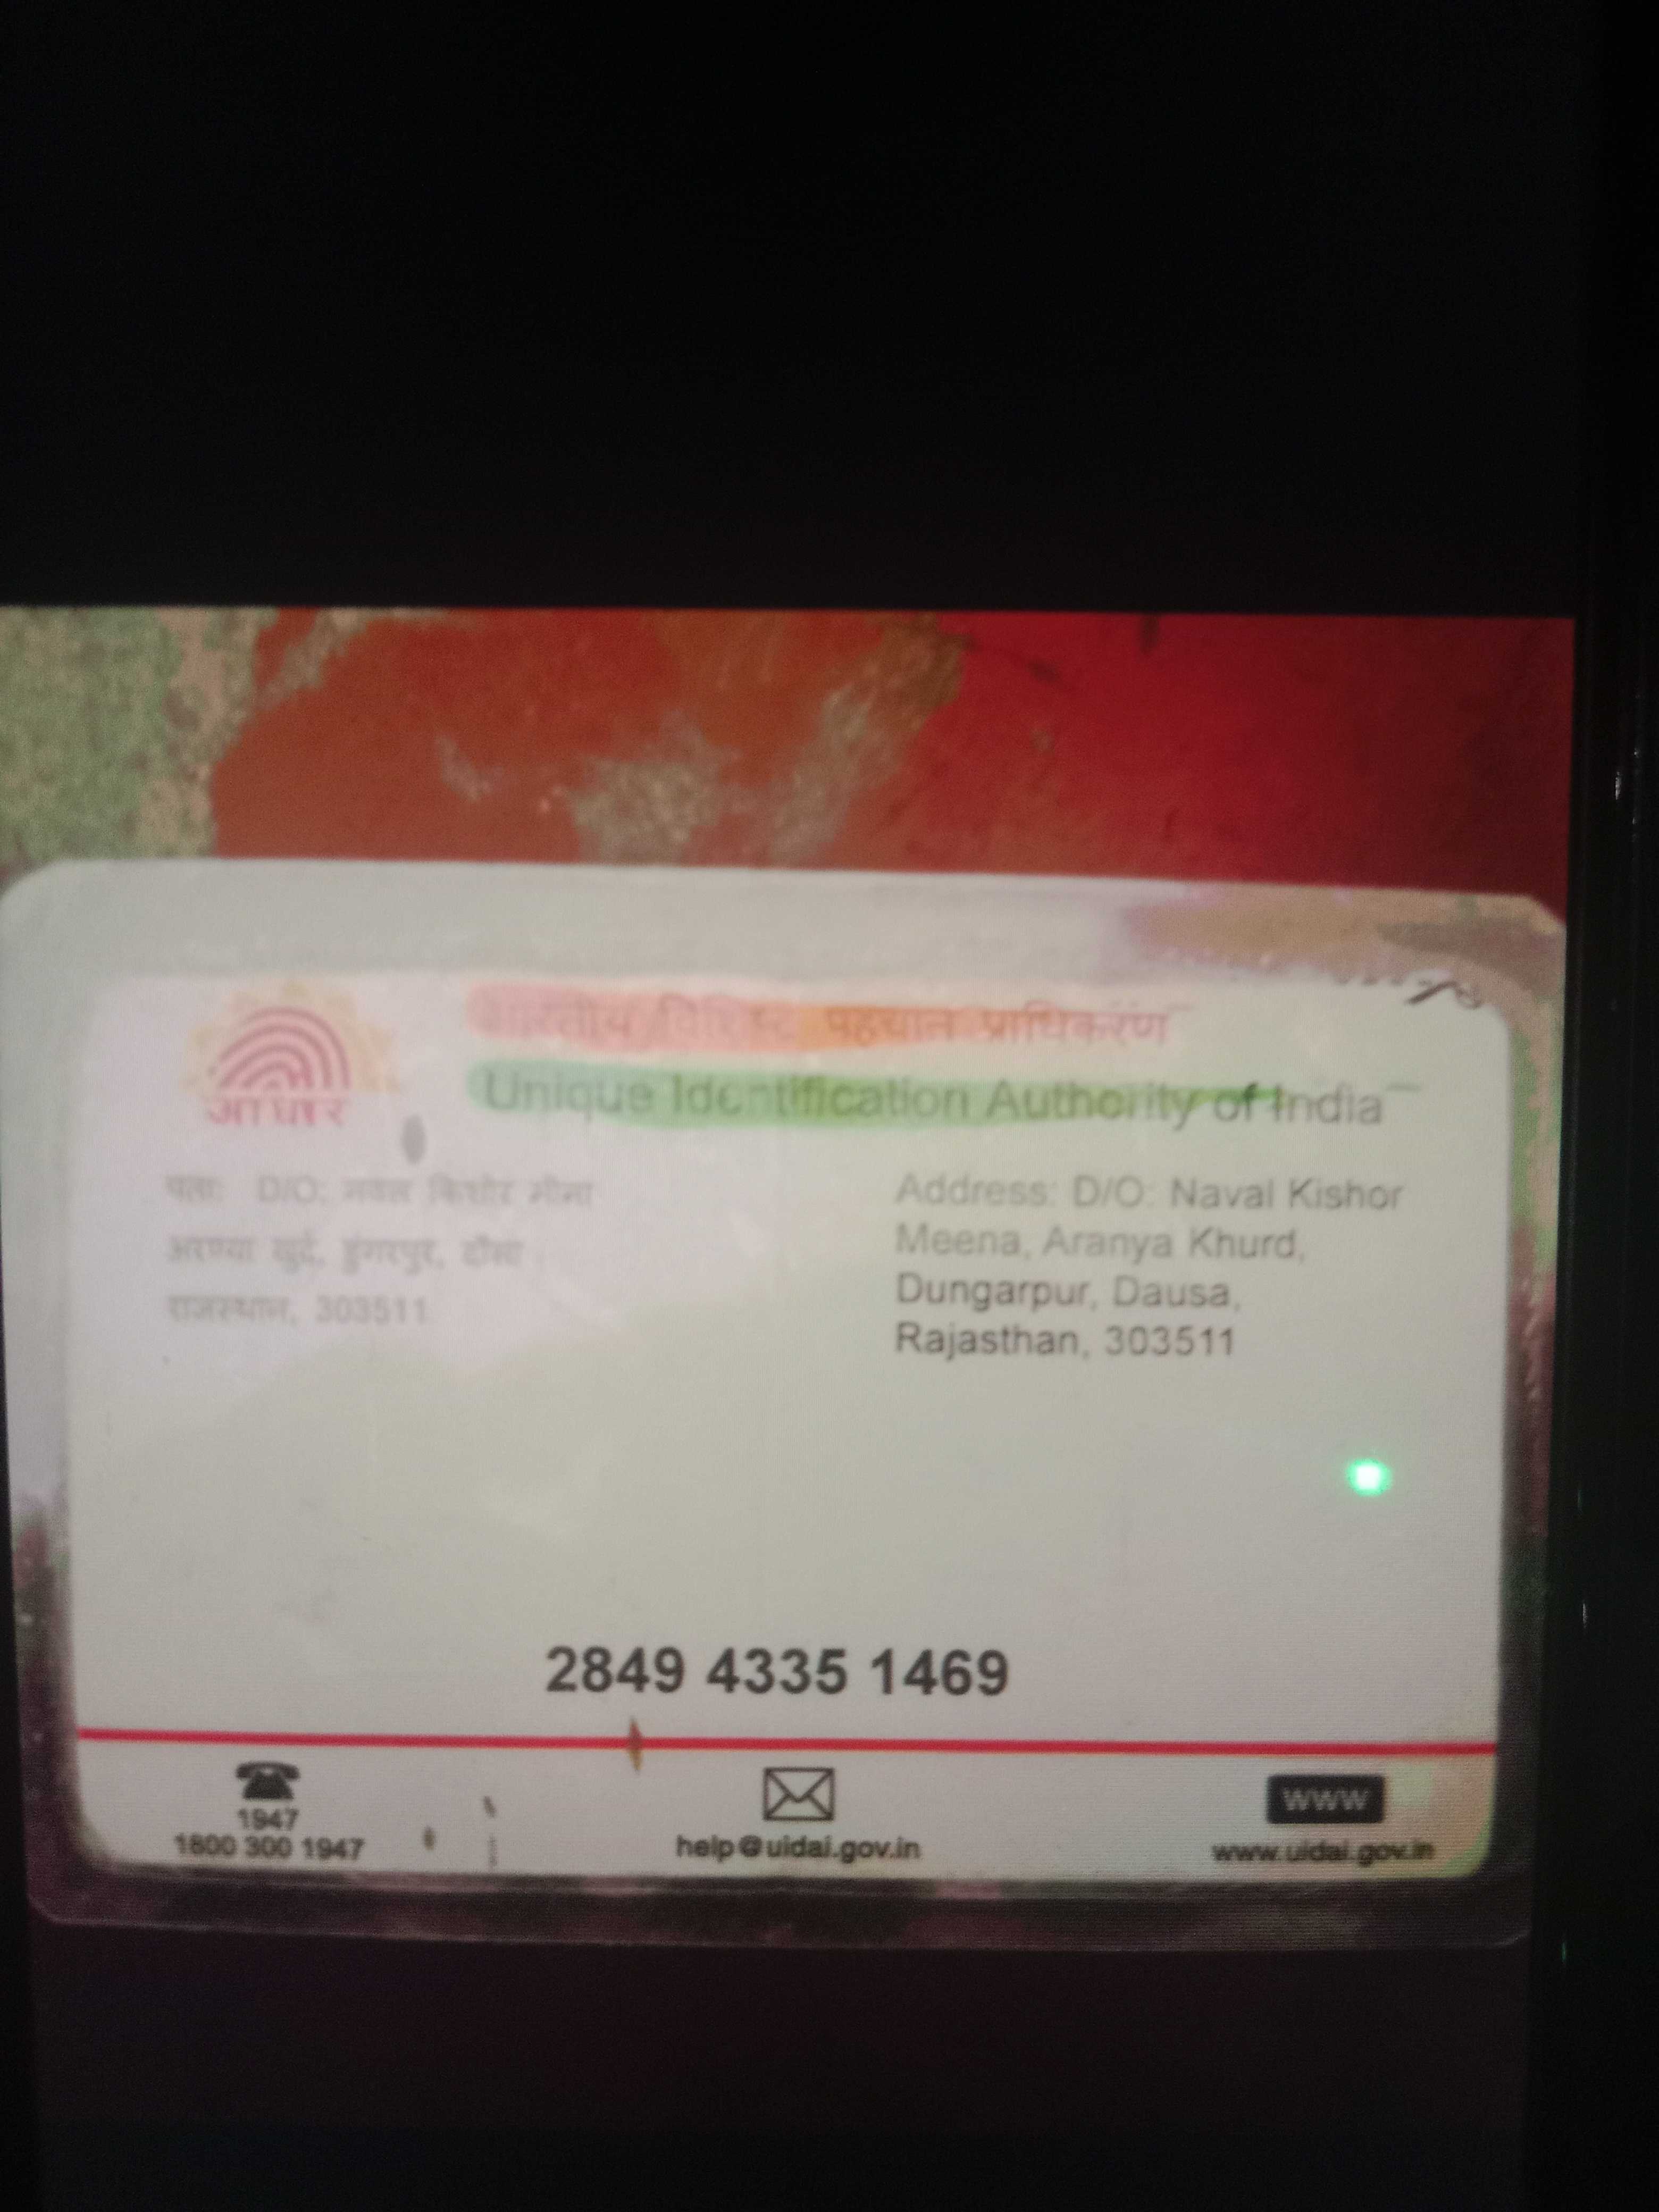 भारतीय विशिष्ट पहचान प्राधिकरण
Unique Identification Authority of India
आधार
पता: D/O: नवल किशोर मीना
अरण्या खुर्द, डुंगरपुर, दौसा
राजस्थान, 303511
Address: D/O: Naval Kishor
Meena, Aranya Khurd,
Dungarpur, Dausa,
Rajasthan, 303511
2849 4335 1469
1947
1800 300 1947
help@uidai.gov.in
WWW
www.uidai.gov.in